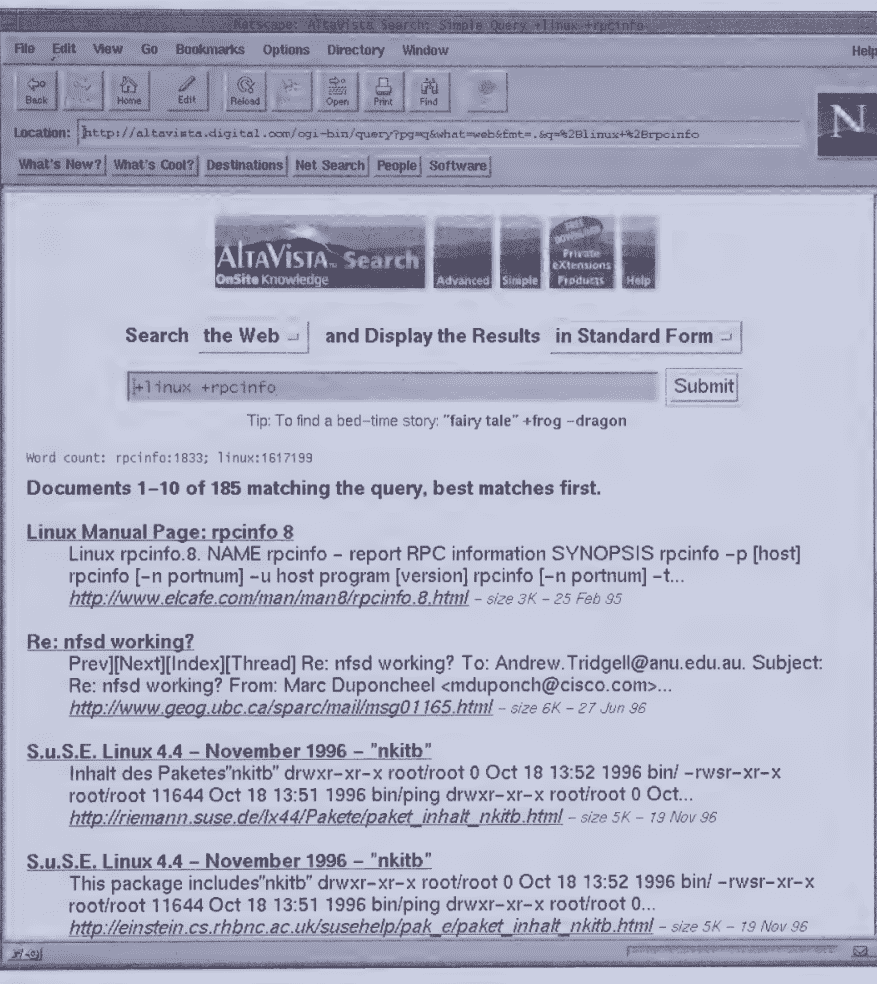 Netscape: AltaVista Search: Simple Query +linux +rpcinfo
File Edit View Go Bookmarks Options Directory Window Help
Back Home Edit Reload Open Print Find
Location: http://altavista.digital.com/cgi-bin/query?pg=q&what=web&fmt=.&q=%2Blinux+%2Brpcinfo
N
What's New? What's Cool? Destinations Net Search People Software
ALTAVISTA Search
OnSite Knowledge
Advanced Simple Private eXtensions Products Help
FREE DOWNLOAD
Search the Web and Display the Results in Standard Form
+linux +rpcinfo Submit
Tip: To find a bed-time story: "fairy tale" +frog -dragon
Word count: rpcinfo:1833; linux:1617199
Documents 1-10 of 185 matching the query, best matches first.
Linux Manual Page: rpcinfo 8
Linux rpcinfo.8. NAME rpcinfo - report RPC information SYNOPSIS rpcinfo -p [host]
rpcinfo [-n portnum] -u host program [version] rpcinfo [-n portnum] -t...
http://www.elcafe.com/man/man8/rpcinfo.8.html - size 3K - 25 Feb 95
Re: nfsd working?
Prev][Next][Index][Thread] Re: nfsd working? To: Andrew.Tridgell@anu.edu.au. Subject:
Re: nfsd working? From: Marc Duponcheel <mduponch@cisco.com>...
http://www.geog.ubc.ca/sparc/mail/msg01165.html - size 6K - 27 Jun 96
S.u.S.E. Linux 4.4 - November 1996 - "nkitb"
Inhalt des Paketes"nkitb" drwxr-xr-x root/root 0 Oct 18 13:52 1996 bin/ -rwsr-xr-x
root/root 11644 Oct 18 13:51 1996 bin/ping drwxr-xr-x root/root 0 Oct...
http://riemann.suse.de/lx44/Pakete/paket_inhalt_nkitb.html - size 5K - 19 Nov 96
S.u.S.E. Linux 4.4 - November 1996 - "nkitb"
This package includes"nkitb" drwxr-xr-x root/root 0 Oct 18 13:52 1996 bin/ -rwsr-xr-x
root/root 11644 Oct 18 13:51 1996 bin/ping drwxr-xr-x root/root 0...
http://einstein.cs.rhbnc.ac.uk/susehelp/pak_e/paket_inhalt_nkitb.html - size 5K - 19 Nov 96